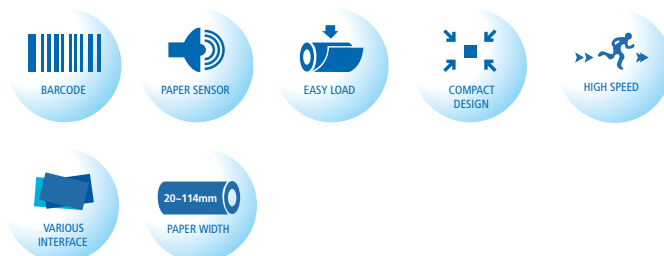 BARCODE
PAPER SENSOR
EASY LOAD
COMPACT
DESIGN
HIGH SPEED
VARIOUS
INTERFACE
20~114mm
PAPER WIDTH